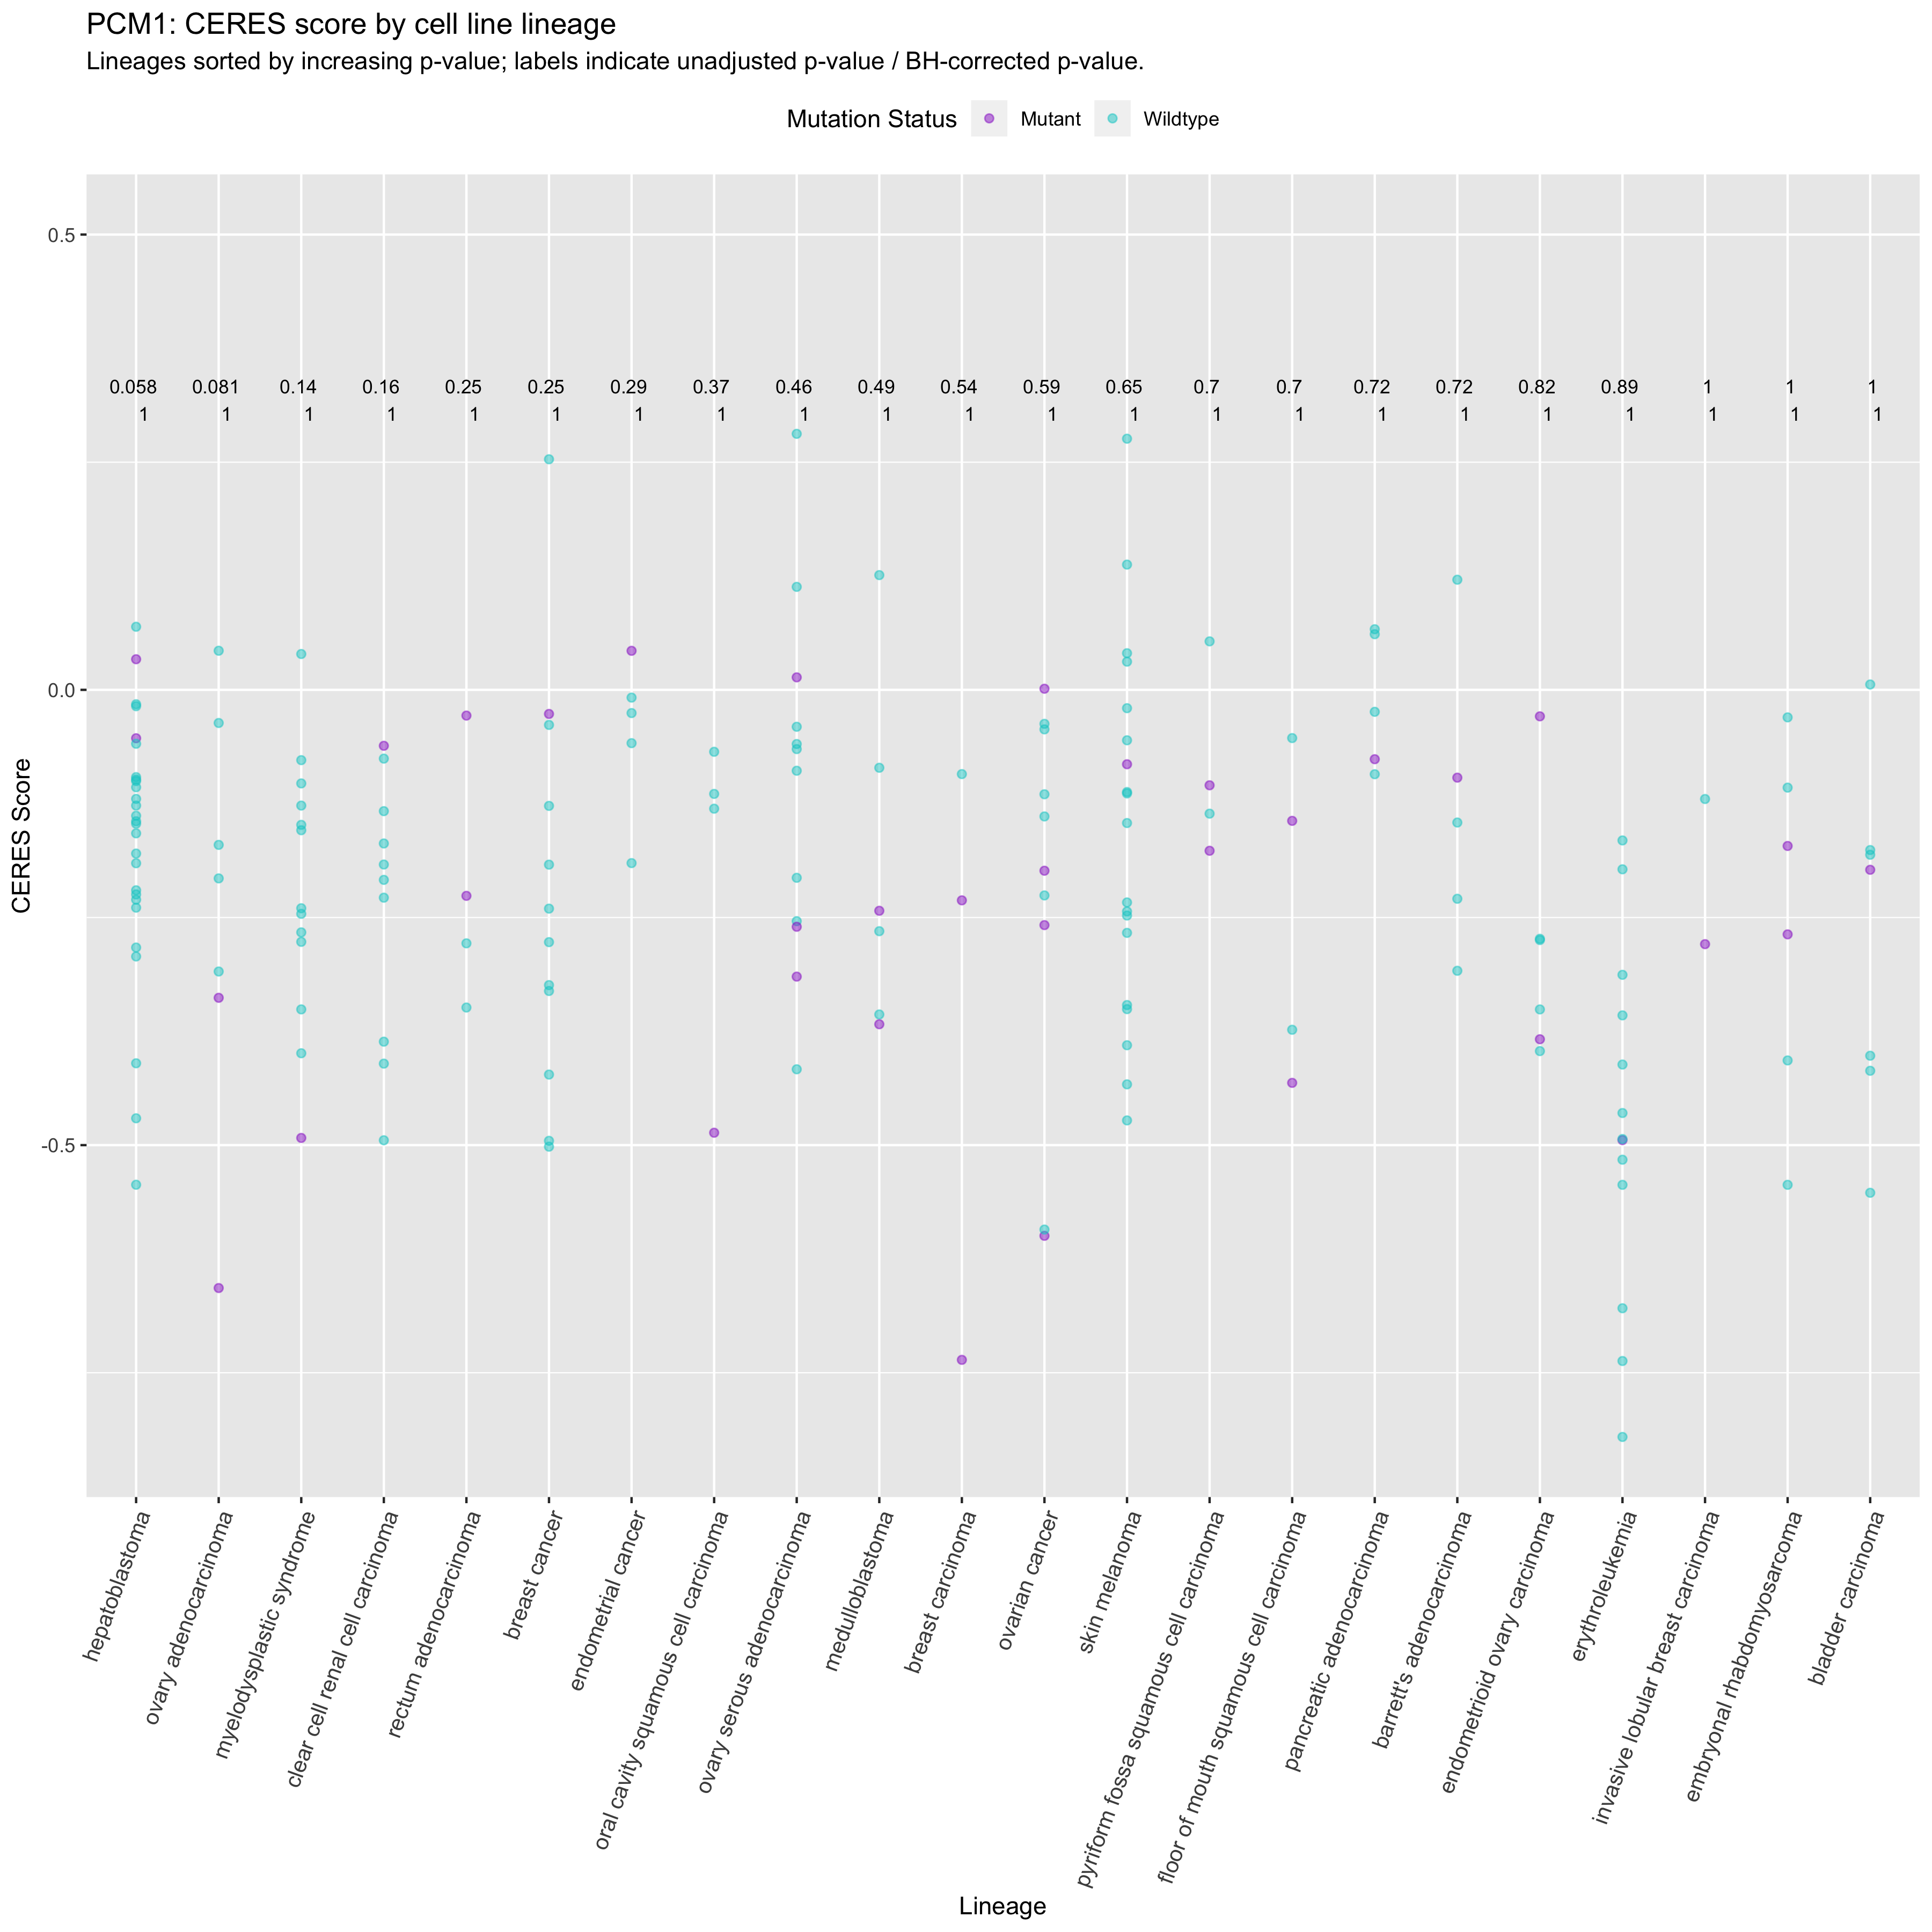 PCM1: CERES score by cell line lineage
Lineages sorted by increasing p-value; labels indicate unadjusted p-value / BH-corrected p-value.
Mutation Status Mutant Wildtype
0.5
0.058 0.081 0.14 0.16 0.25 0.25 0.29 0.37 0.46 0.49 0.54 0.59 0.65 0.7 0.7 0.72 0.72 0.82 0.89 1 1 1
1 1 1 1 1 1 1 1 1 1 1 1 1 1 1 1 1 1 1 1 1 1
0.0
CERES Score
-0.5
hepatoblastoma
ovary adenocarcinoma
myelodysplastic syndrome
clear cell renal cell carcinoma
rectum adenocarcinoma
breast cancer
endometrial cancer
oral cavity squamous cell carcinoma
ovary serous adenocarcinoma
medulloblastoma
breast carcinoma
ovarian cancer
skin melanoma
pyriform fossa squamous cell carcinoma
floor of mouth squamous cell carcinoma
pancreatic adenocarcinoma
barrett's adenocarcinoma
endometrioid ovary carcinoma
erythroleukemia
invasive lobular breast carcinoma
embryonal rhabdomyosarcoma
bladder carcinoma
Lineage